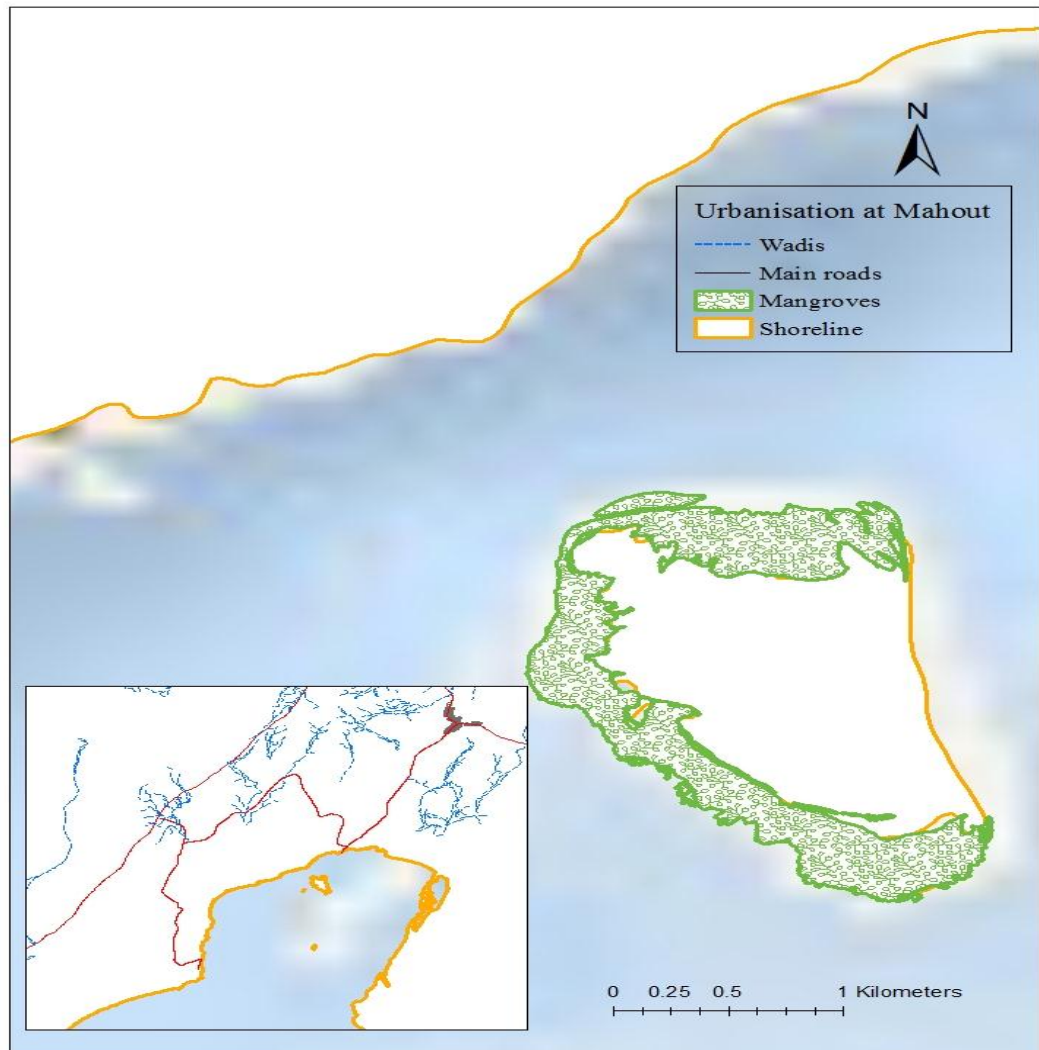 N
Urbanisation at Mahout
Wadis
Main roads
Mangroves
Shoreline
0 0.25 0.5 1 Kilometers